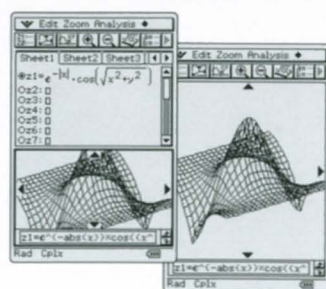 Edit Zoom Analysis ♦
Sheet1 Sheet2 Sheet3
z1=e^-|x|·cos(√x²+y²)
z2:▯
z3:▯
z4:▯
z5:▯
z6:▯
z7:▯
z1=e^(-abs(x))×cos((x^
Rad Cplx
Edit Zoom Analysis ♦
z1=e^(-abs(x))×cos((x^
Rad Cplx